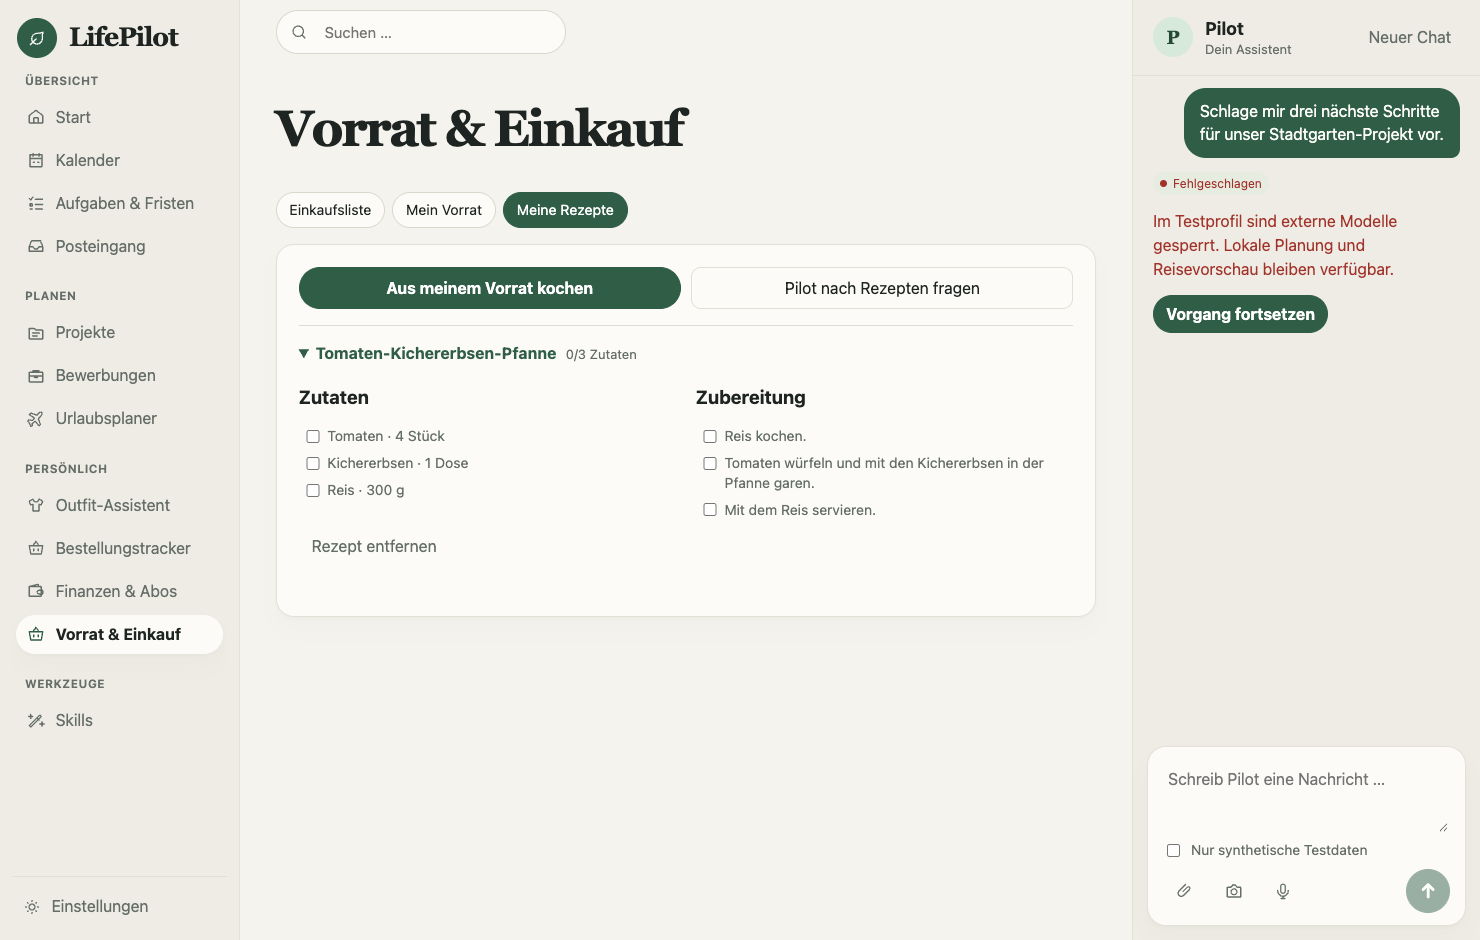 LifePilot
ÜBERSICHT
Start
Kalender
Aufgaben & Fristen
Posteingang
PLANEN
Projekte
Bewerbungen
Urlaubsplaner
PERSÖNLICH
Outfit-Assistent
Bestellungstracker
Finanzen & Abos
Vorrat & Einkauf
WERKZEUGE
Skills
Einstellungen
Suchen ...
Vorrat & Einkauf
Einkaufsliste
Mein Vorrat
Meine Rezepte
Aus meinem Vorrat kochen
Pilot nach Rezepten fragen
Tomaten-Kichererbsen-Pfanne 0/3 Zutaten
Zutaten
Tomaten · 4 Stück
Kichererbsen · 1 Dose
Reis · 300 g
Zubereitung
Reis kochen.
Tomaten würfeln und mit den Kichererbsen in der
Pfanne garen.
Mit dem Reis servieren.
Rezept entfernen
P
Pilot
Dein Assistent
Neuer Chat
Schlage mir drei nächste Schritte
für unser Stadtgarten-Projekt vor.
Fehlgeschlagen
Im Testprofil sind externe Modelle
gesperrt. Lokale Planung und
Reisevorschau bleiben verfügbar.
Vorgang fortsetzen
Schreib Pilot eine Nachricht ...
Nur synthetische Testdaten